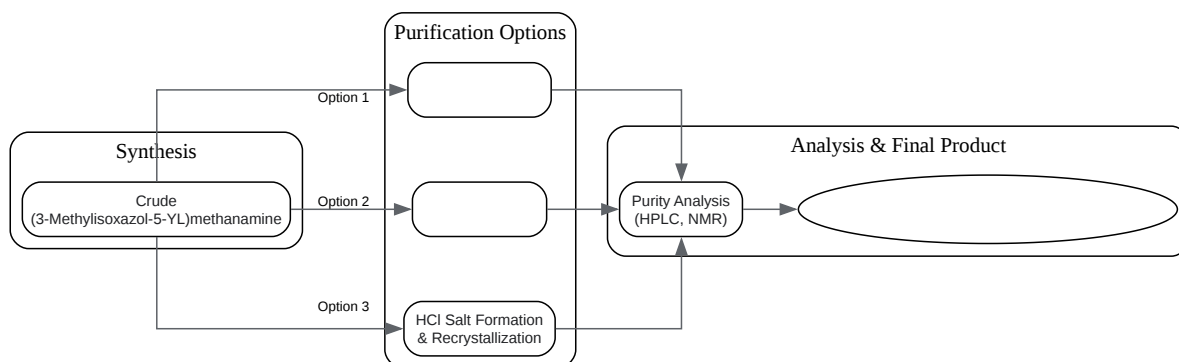 Purification Options
Option 1
Synthesis
Crude
(3-Methylisoxazol-5-YL)methanamine
Option 2
Analysis & Final Product
Purity Analysis
(HPLC, NMR)
Option 3
HCl Salt Formation
& Recrystallization